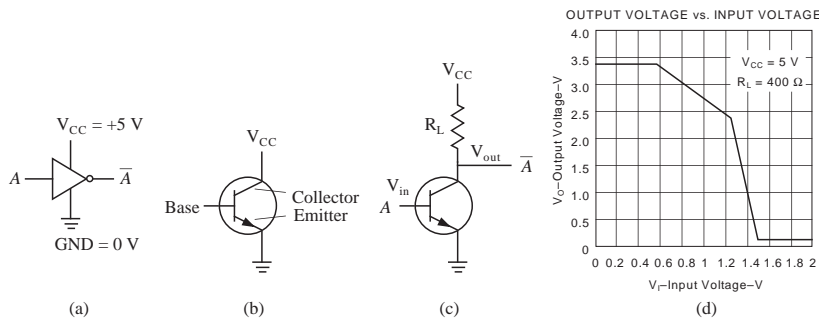 V_CC = +5 V
A
A̅
GND = 0 V
(a)
V_CC
Base
Collector
Emitter
(b)
V_CC
R_L
V_out
A̅
V_in
A
(c)
OUTPUT VOLTAGE vs. INPUT VOLTAGE
V_CC = 5 V
R_L = 400 Ω
V_O–Output Voltage–V
4.0
3.5
3.0
2.5
2.0
1.5
1.0
0.5
0.0
0 0.2 0.4 0.6 0.8 1 1.2 1.4 1.6 1.8 2
V_I–Input Voltage–V
(d)